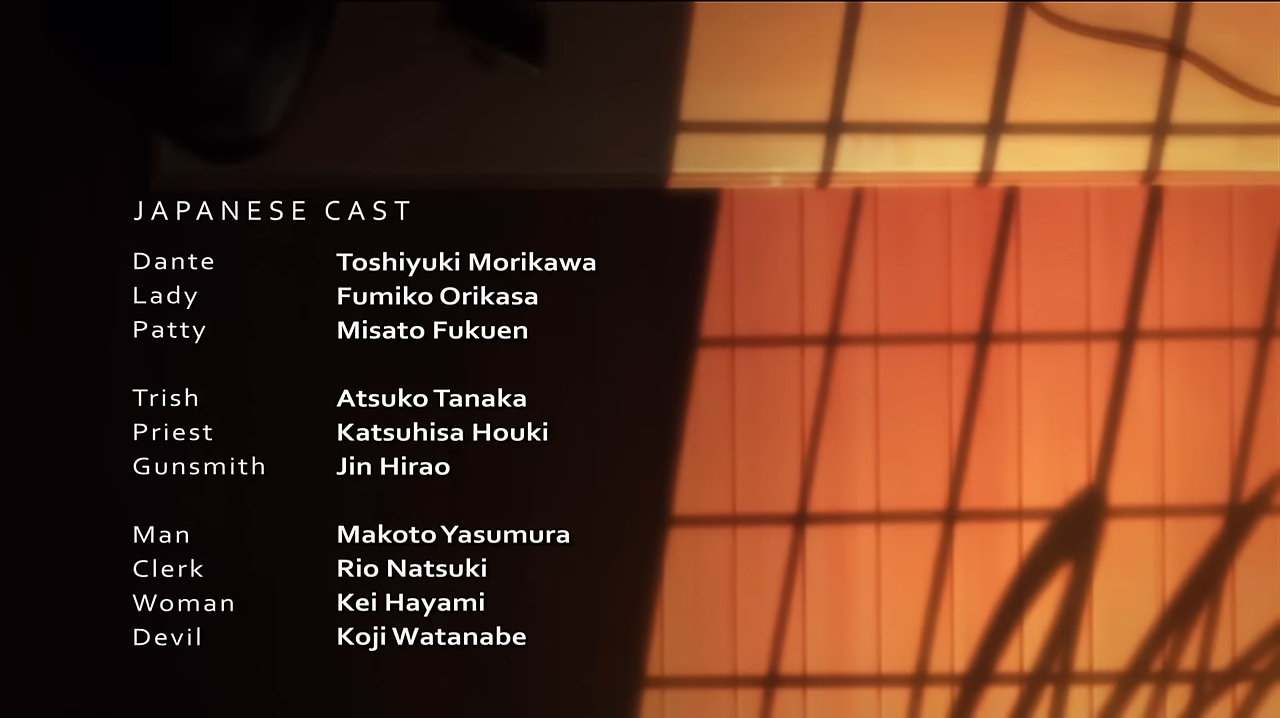 JAPANESE CAST
Dante Toshiyuki Morikawa
Lady Fumiko Orikasa
Patty Misato Fukuen
Trish Atsuko Tanaka
Priest Katsuhisa Houki
Gunsmith Jin Hirao
Man Makoto Yasumura
Clerk Rio Natsuki
Woman Kei Hayami
Devil Koji Watanabe